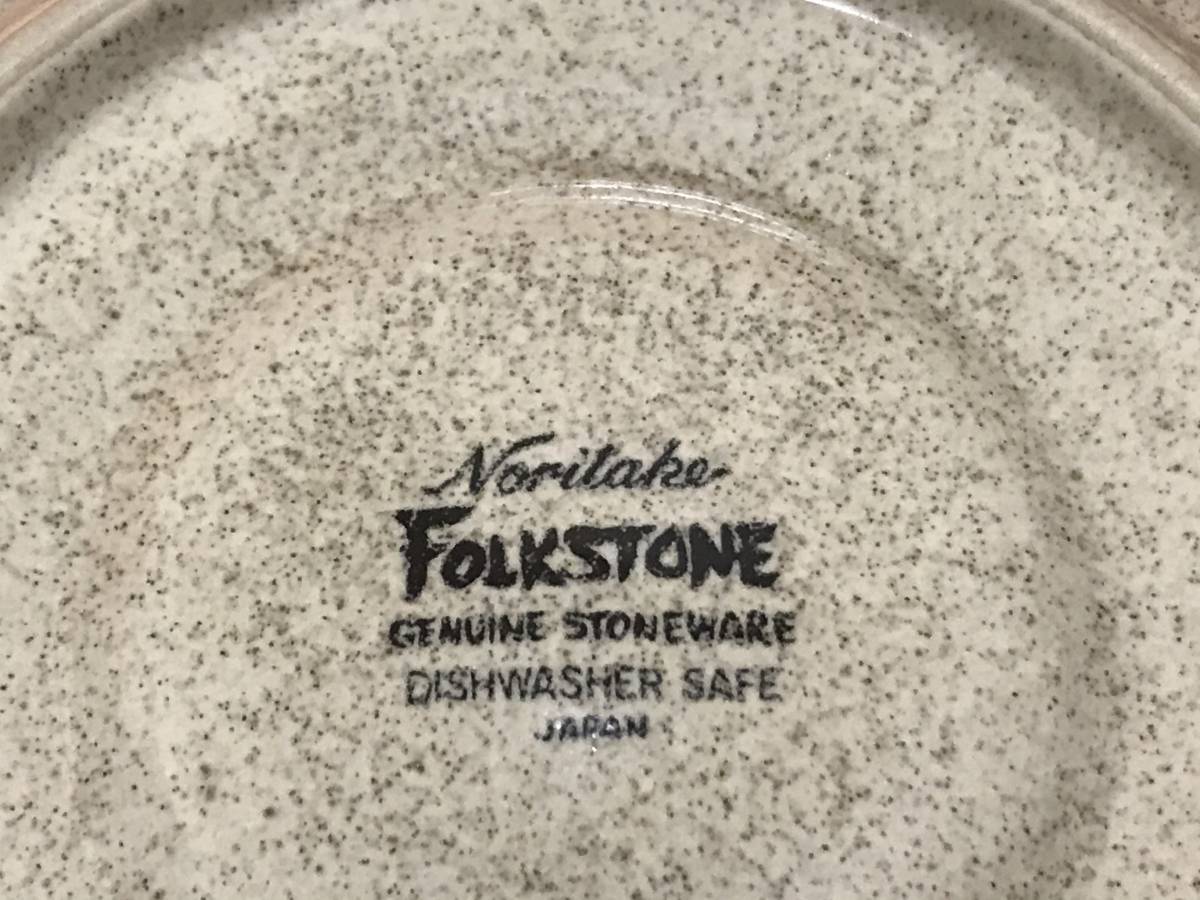 Noritake
FOLKSTONE
GENUINE STONEWARE
DISHWASHER SAFE
JAPAN